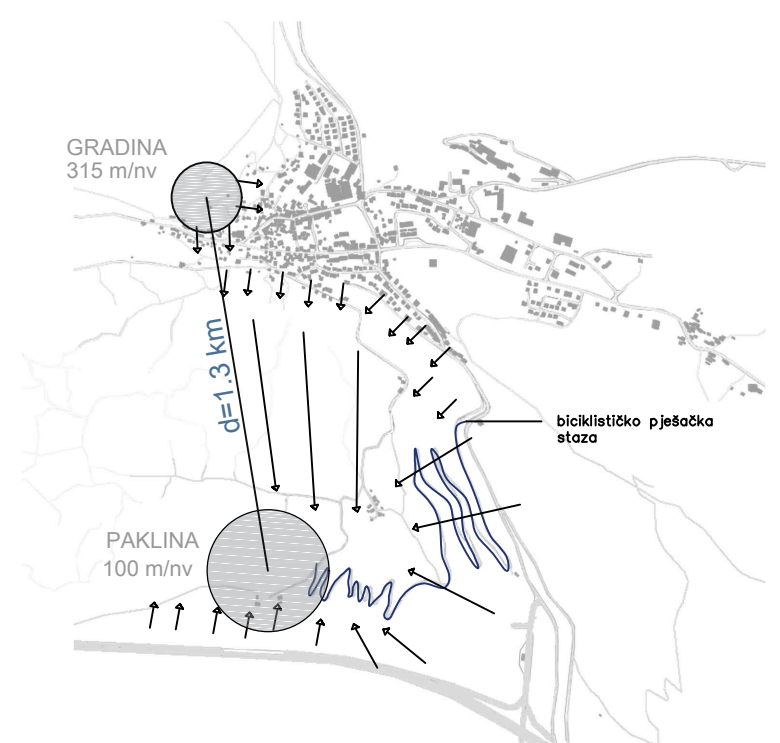 GRADINA
315 m/nv
d=1.3 km
biciklističko pješačka
staza
PAKLINA
100 m/nv